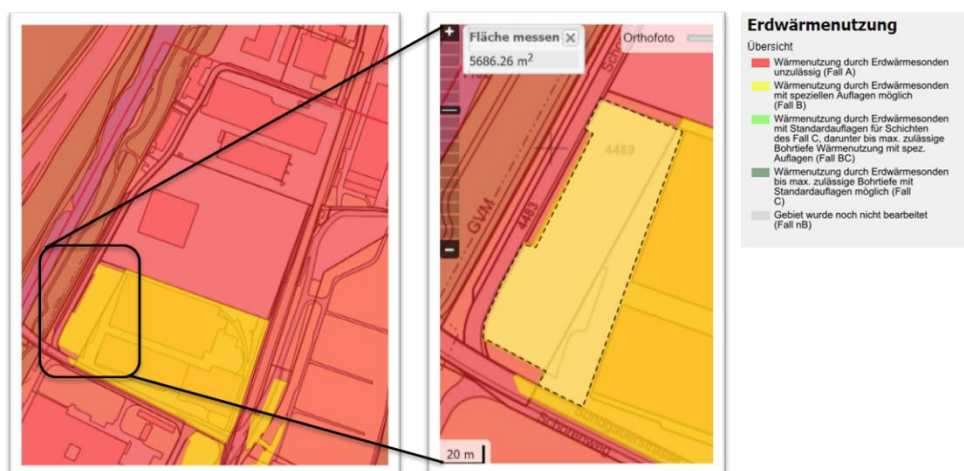 +
Fläche messen
5686.26 m²
Orthofoto
4489
4483
GVM
Sundgauerstrasse
Schorenweg
-
20 m
Erdwärmenutzung
Übersicht
Wärmenutzung durch Erdwärmesonden
unzulässig (Fall A)
Wärmenutzung durch Erdwärmesonden
mit speziellen Auflagen möglich
(Fall B)
Wärmenutzung durch Erdwärmesonden
mit Standardauflagen für Schichten
des Fall C, darunter bis max. zulässige
Bohrtiefe Wärmenutzung mit spez.
Auflagen (Fall BC)
Wärmenutzung durch Erdwärmesonden
bis max. zulässige Bohrtiefe mit
Standardauflagen möglich (Fall
C)
Gebiet wurde noch nicht bearbeitet
(Fall nB)